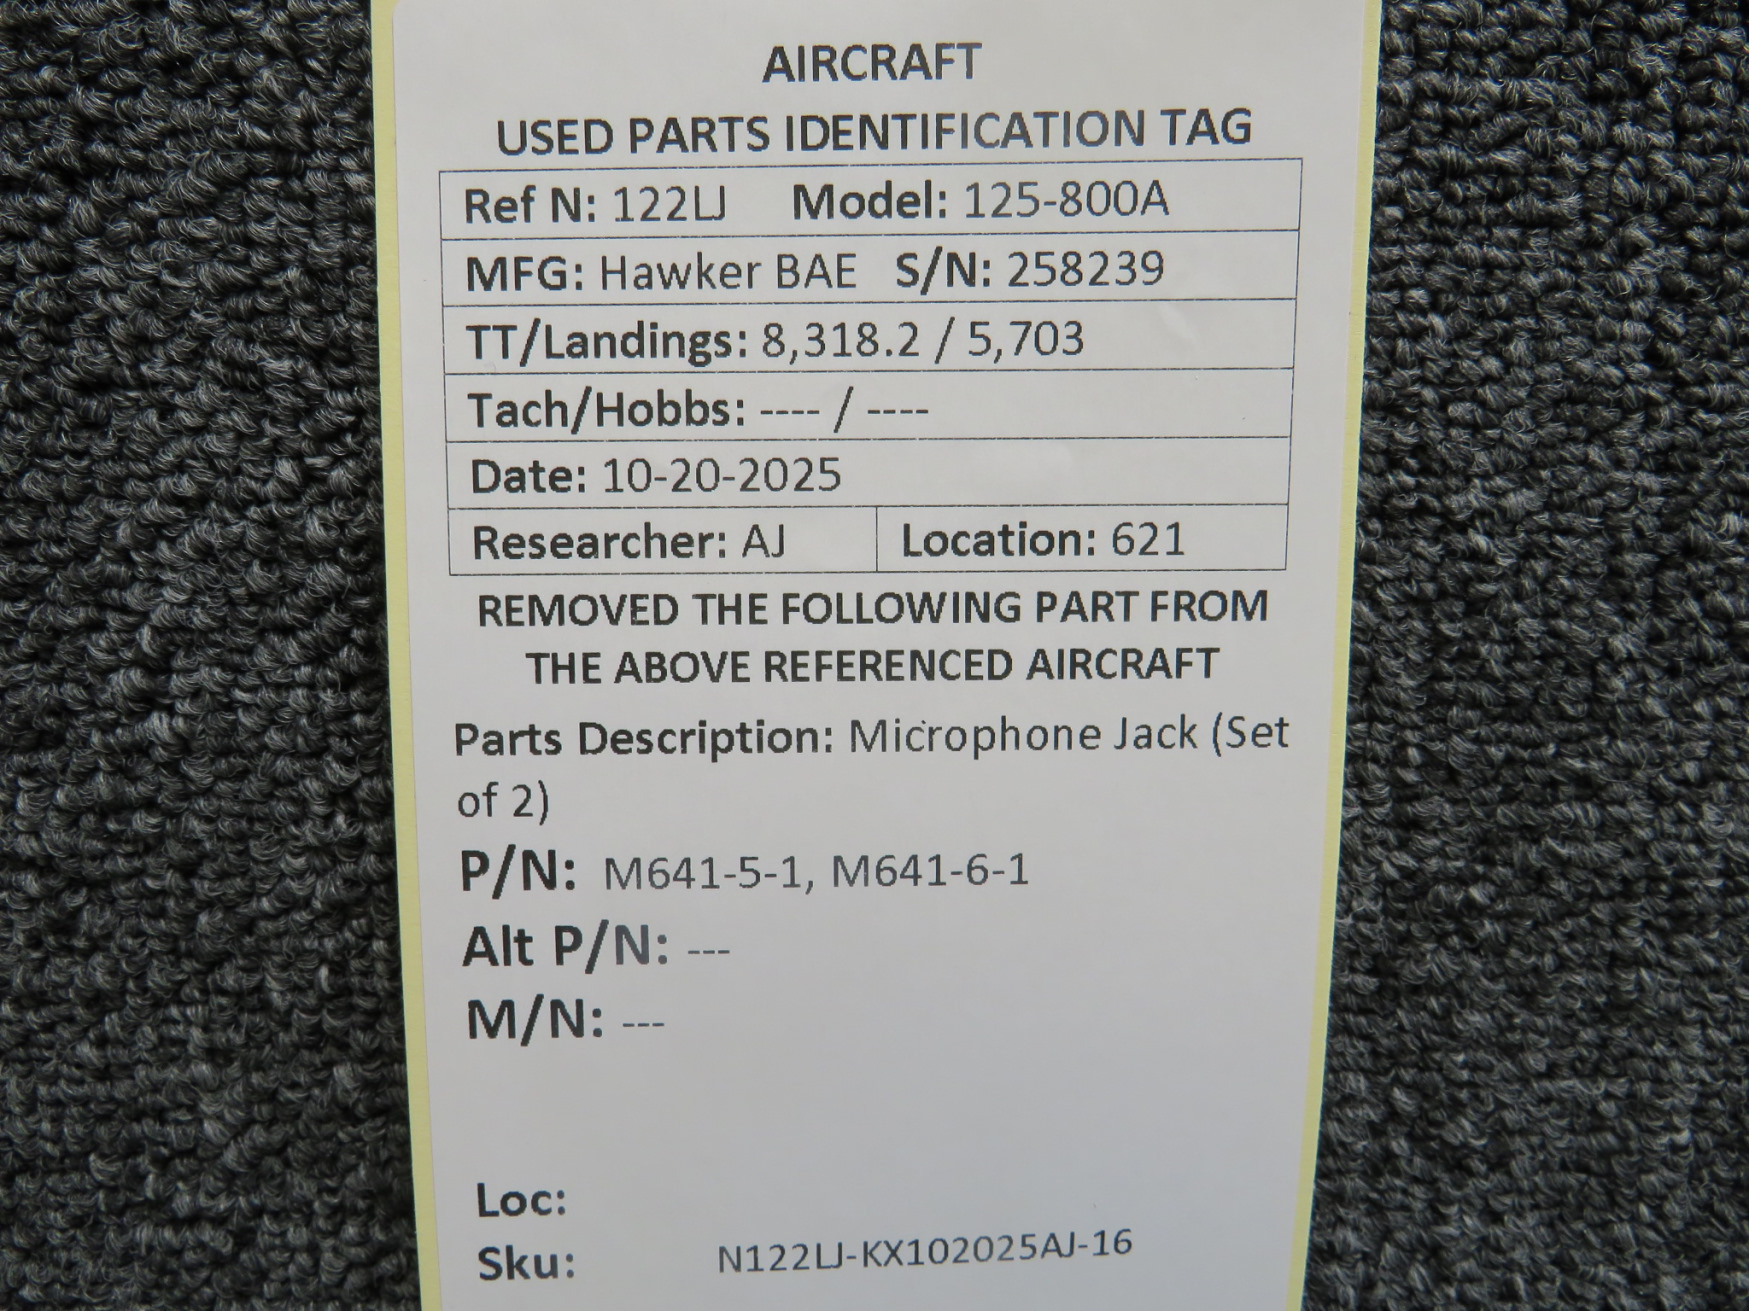 AIRCRAFT
USED PARTS IDENTIFICATION TAG
Ref N: 122LJ Model: 125-800A
MFG: Hawker BAE S/N: 258239
TT/Landings: 8,318.2 / 5,703
Tach/Hobbs: ---- / ----
Date: 10-20-2025
Researcher: AJ Location: 621
REMOVED THE FOLLOWING PART FROM
THE ABOVE REFERENCED AIRCRAFT
Parts Description: Microphone Jack (Set
of 2)
P/N: M641-5-1, M641-6-1
Alt P/N: ---
M/N: ---
Loc:
Sku: N122LJ-KX102025AJ-16